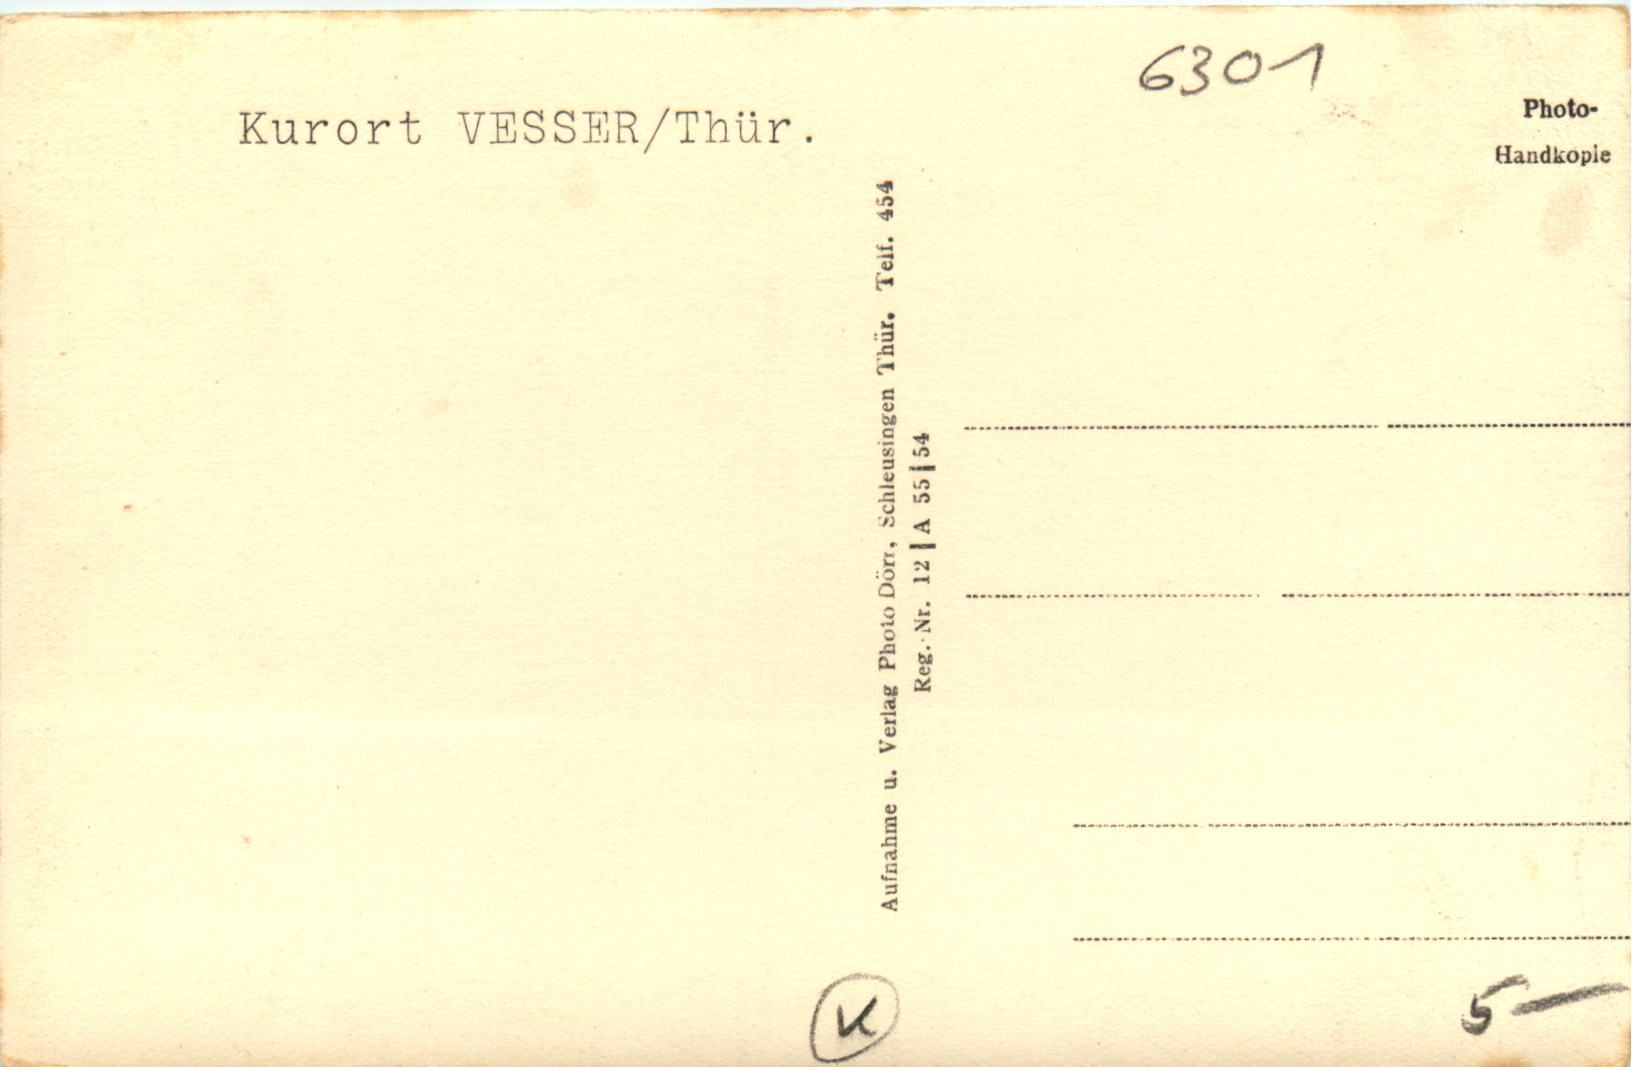 Kurort VESSER/Thür.
6301
Photo-
Handkopie
Aufnahme u. Verlag Photo Dörr, Schleusingen Thür. Telf. 454
Reg.-Nr. 12|A 55|54
K
5—